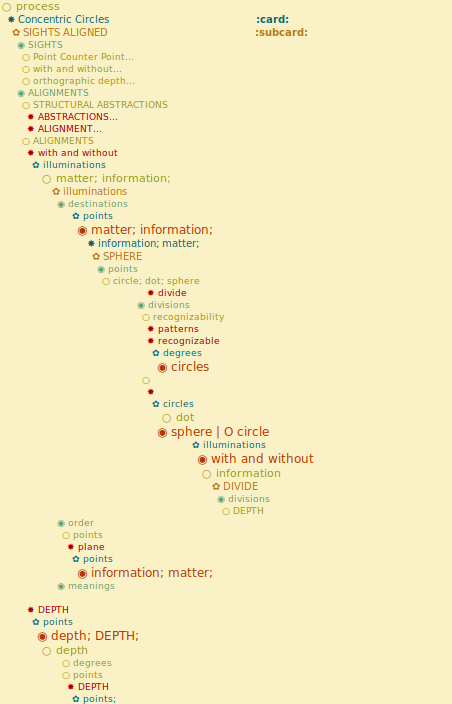 process
Concentric Circles :card:
SIGHTS ALIGNED :subcard:
SIGHTS
Point Counter Point...
with and without...
orthographic depth...
ALIGNMENTS
STRUCTURAL ABSTRACTIONS
ABSTRACTIONS...
ALIGNMENT...
ALIGNMENTS
with and without
illuminations
matter; information;
illuminations
destinations
points
matter; information;
information; matter;
SPHERE
points
circle; dot; sphere
divide
divisions
recognizability
patterns
recognizable
degrees
circles
circles
dot
sphere | O circle
illuminations
with and without
information
DIVIDE
divisions
DEPTH
order
points
plane
points
information; matter;
meanings
DEPTH
points
depth; DEPTH;
depth
degrees
points
DEPTH
points;